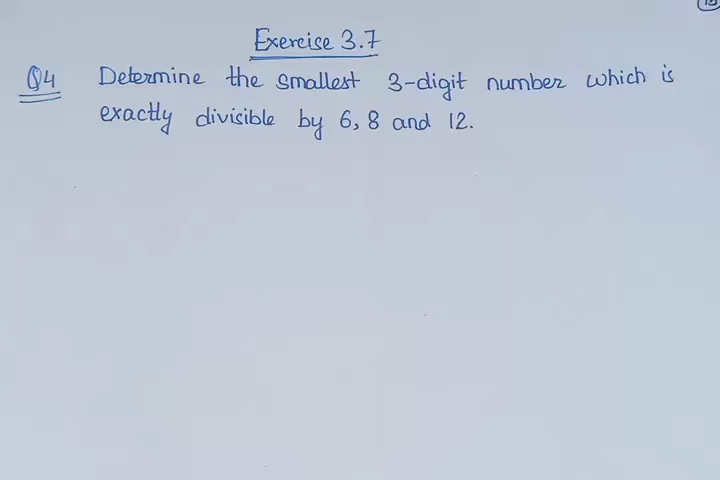 Exercise 3.7
Q4 Determine the smallest 3-digit number which is
exactly divisible by 6, 8 and 12.